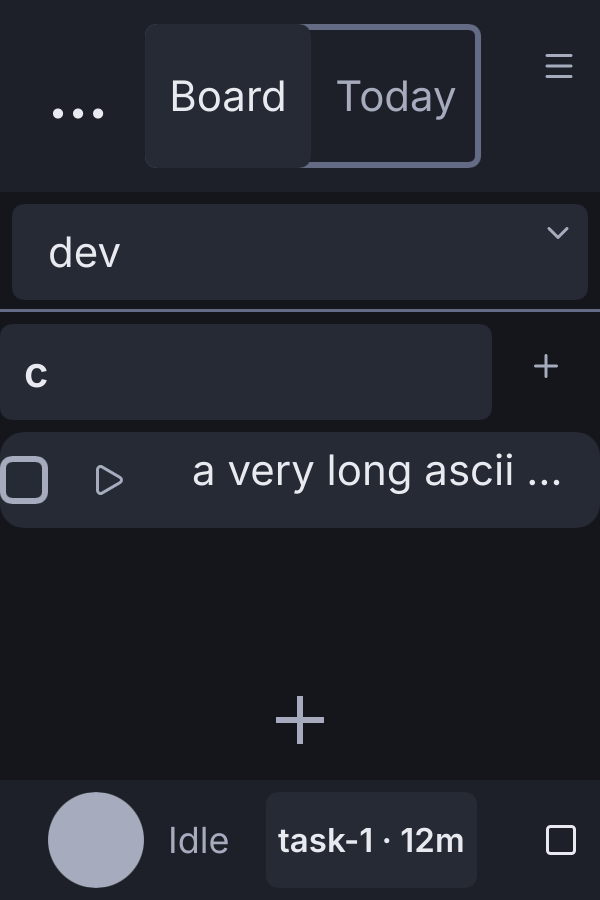 ... Board Today
dev
c
a very long ascii ...
Idle task-1 · 12m